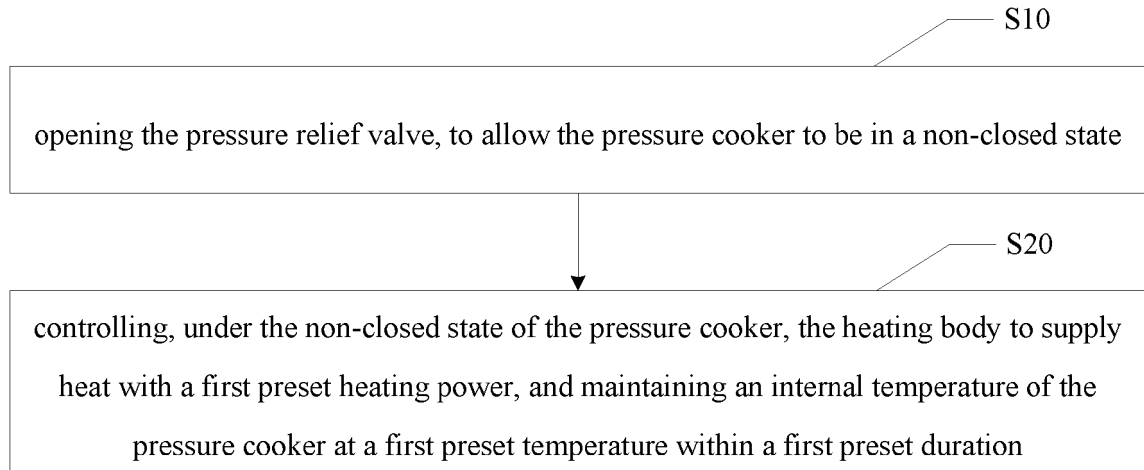 S10
opening the pressure relief valve, to allow the pressure cooker to be in a non-closed state
S20
controlling, under the non-closed state of the pressure cooker, the heating body to supply
heat with a first preset heating power, and maintaining an internal temperature of the
pressure cooker at a first preset temperature within a first preset duration